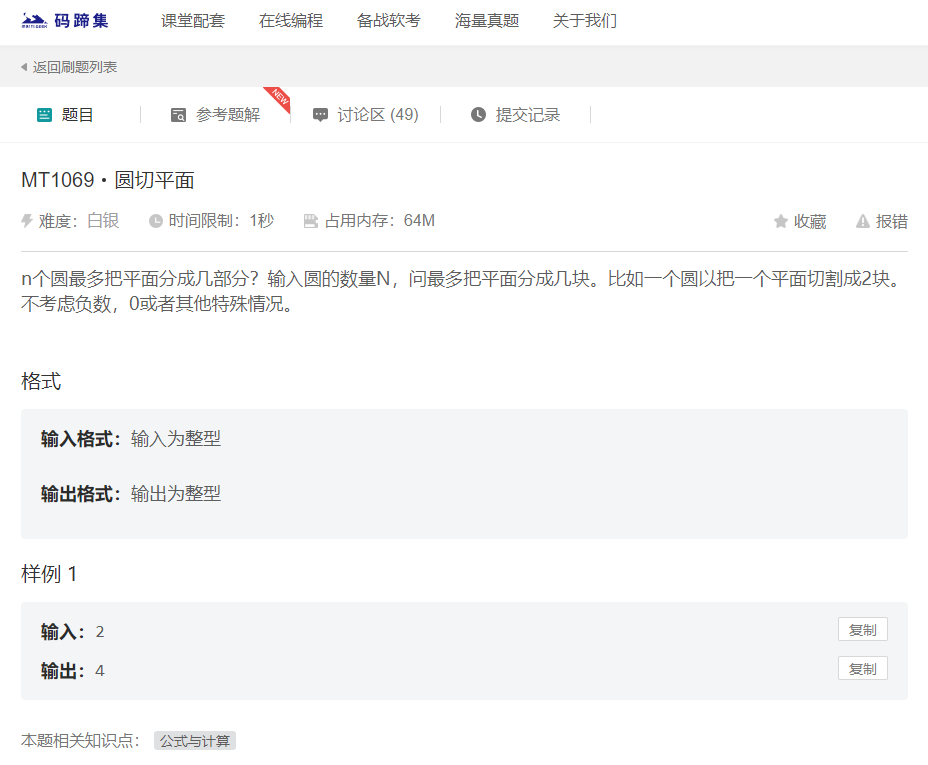 码蹄集 课堂配套 在线编程 备战软考 海量真题 关于我们
返回刷题列表
题目 参考题解 NEW 讨论区 (49) 提交记录
MT1069・圆切平面
难度：白银 时间限制：1秒 占用内存：64M 收藏 报错
n个圆最多把平面分成几部分？输入圆的数量N，问最多把平面分成几块。比如一个圆以把一个平面切割成2块。
不考虑负数，0或者其他特殊情况。
格式
输入格式：输入为整型
输出格式：输出为整型
样例 1
输入：2 复制
输出：4 复制
本题相关知识点： 公式与计算